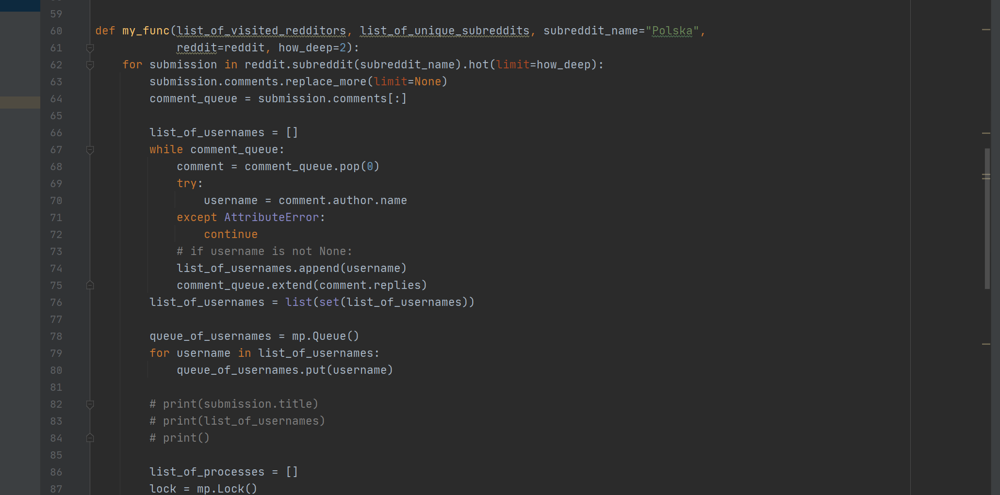 59
60 def my_func(list_of_visited_redditors, list_of_unique_subreddits, subreddit_name="Polska",
61             reddit=reddit, how_deep=2):
62     for submission in reddit.subreddit(subreddit_name).hot(limit=how_deep):
63         submission.comments.replace_more(limit=None)
64         comment_queue = submission.comments[:]
65
66         list_of_usernames = []
67         while comment_queue:
68             comment = comment_queue.pop(0)
69             try:
70                 username = comment.author.name
71             except AttributeError:
72                 continue
73             # if username is not None:
74             list_of_usernames.append(username)
75             comment_queue.extend(comment.replies)
76         list_of_usernames = list(set(list_of_usernames))
77
78         queue_of_usernames = mp.Queue()
79         for username in list_of_usernames:
80             queue_of_usernames.put(username)
81
82         # print(submission.title)
83         # print(list_of_usernames)
84         # print()
85
86         list_of_processes = []
87         lock = mp.Lock()